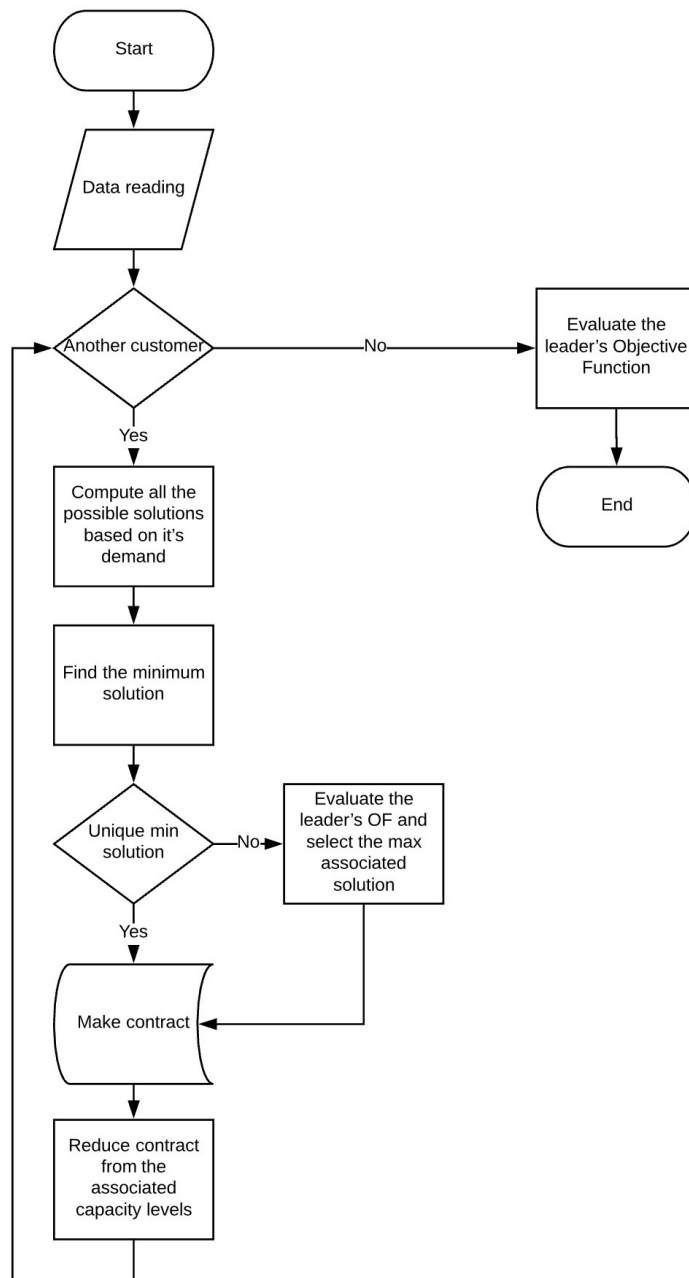 Start
Data reading
Another customer
No
Evaluate the
leader's Objective
Function
Yes
End
Compute all the
possible solutions
based on it's
demand
Find the minimum
solution
Unique min
solution
No
Evaluate the
leader's OF and
select the max
associated
solution
Yes
Make contract
Reduce contract
from the
associated
capacity levels